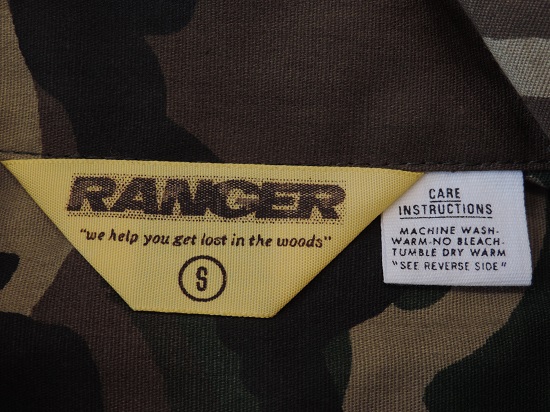 RANGER
"we help you get lost in the woods"
S
CARE
INSTRUCTIONS
MACHINE WASH-
WARM-NO BLEACH-
TUMBLE DRY WARM
"SEE REVERSE SIDE"